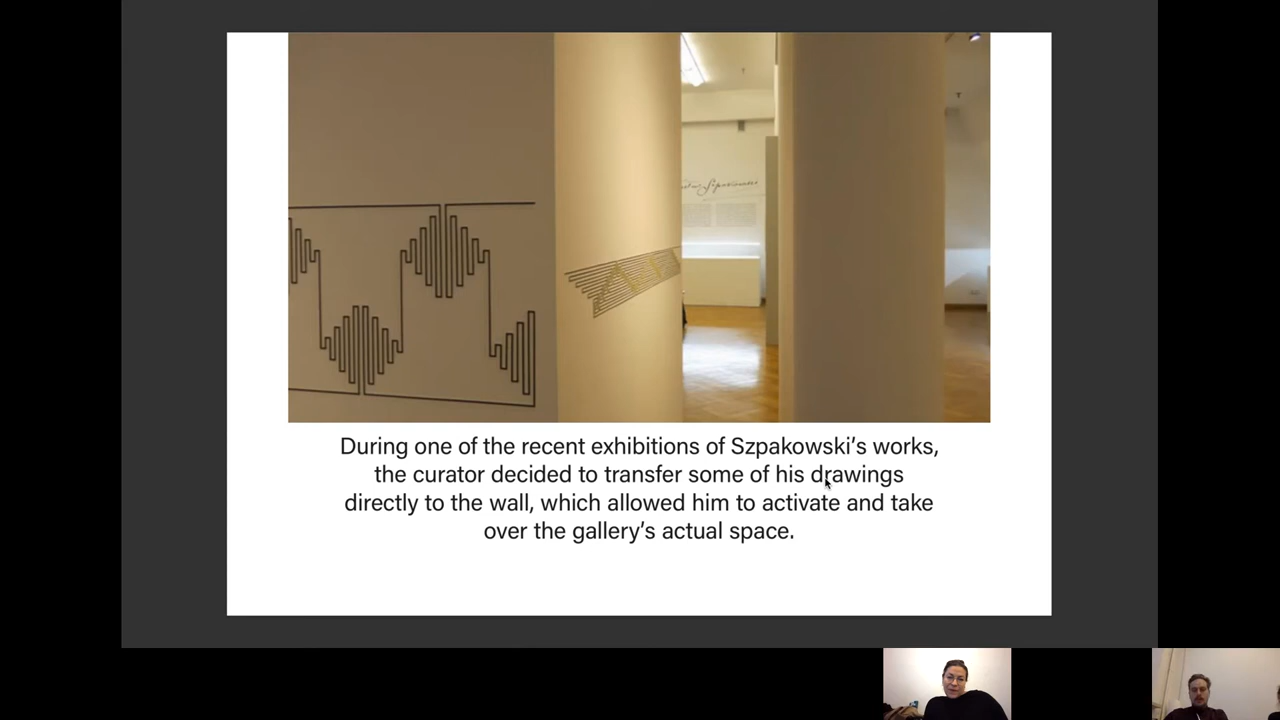 Szpakowski
During one of the recent exhibitions of Szpakowski’s works,
the curator decided to transfer some of his drawings
directly to the wall, which allowed him to activate and take
over the gallery’s actual space.